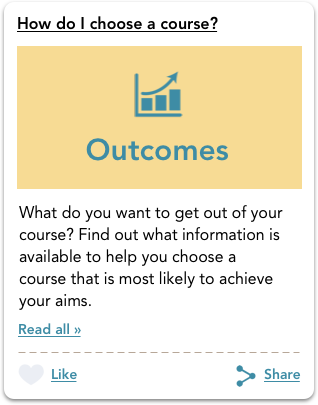 How do I choose a course?
Outcomes
What do you want to get out of your
course? Find out what information is
available to help you choose a
course that is most likely to achieve
your aims.
Read all »
Like
Share